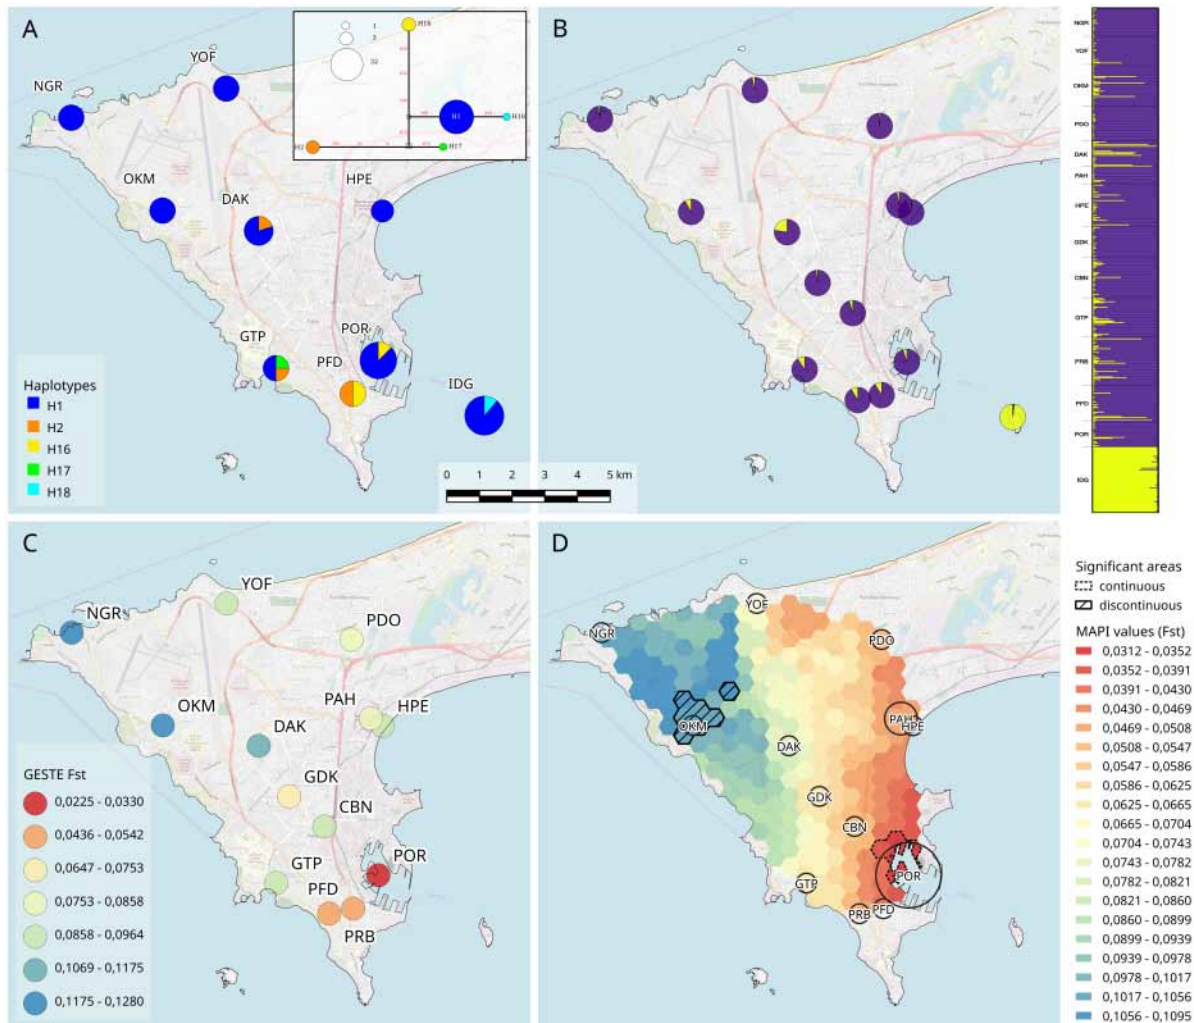 A
YOF
NGR
OKM
DAK
HPE
GTP
POR
PFD
IDG
1
3
32
H16
H1
H18
H2
H17
Haplotypes
H1
H2
H16
H17
H18
0 1 2 3 4 5 km
B
NGR
YOF
OKM
PDO
DAK
PAH
HPE
GDK
CBN
GTP
PRB
PFD
POR
IDG
C
YOF
NGR
PDO
OKM
PAH
HPE
DAK
GDK
CBN
GTP
POR
PFD
PRB
GESTE Fst
0,0225 - 0,0330
0,0436 - 0,0542
0,0647 - 0,0753
0,0753 - 0,0858
0,0858 - 0,0964
0,1069 - 0,1175
0,1175 - 0,1280
D
YOF
NGR
PDO
PAH
HPE
OKM
DAK
GDK
CBN
POR
GTP
PRB
PFD
Significant areas
continuous
discontinuous
MAPI values (Fst)
0,0312 - 0,0352
0,0352 - 0,0391
0,0391 - 0,0430
0,0430 - 0,0469
0,0469 - 0,0508
0,0508 - 0,0547
0,0547 - 0,0586
0,0586 - 0,0625
0,0625 - 0,0665
0,0665 - 0,0704
0,0704 - 0,0743
0,0743 - 0,0782
0,0782 - 0,0821
0,0821 - 0,0860
0,0860 - 0,0899
0,0899 - 0,0939
0,0939 - 0,0978
0,0978 - 0,1017
0,1017 - 0,1056
0,1056 - 0,1095